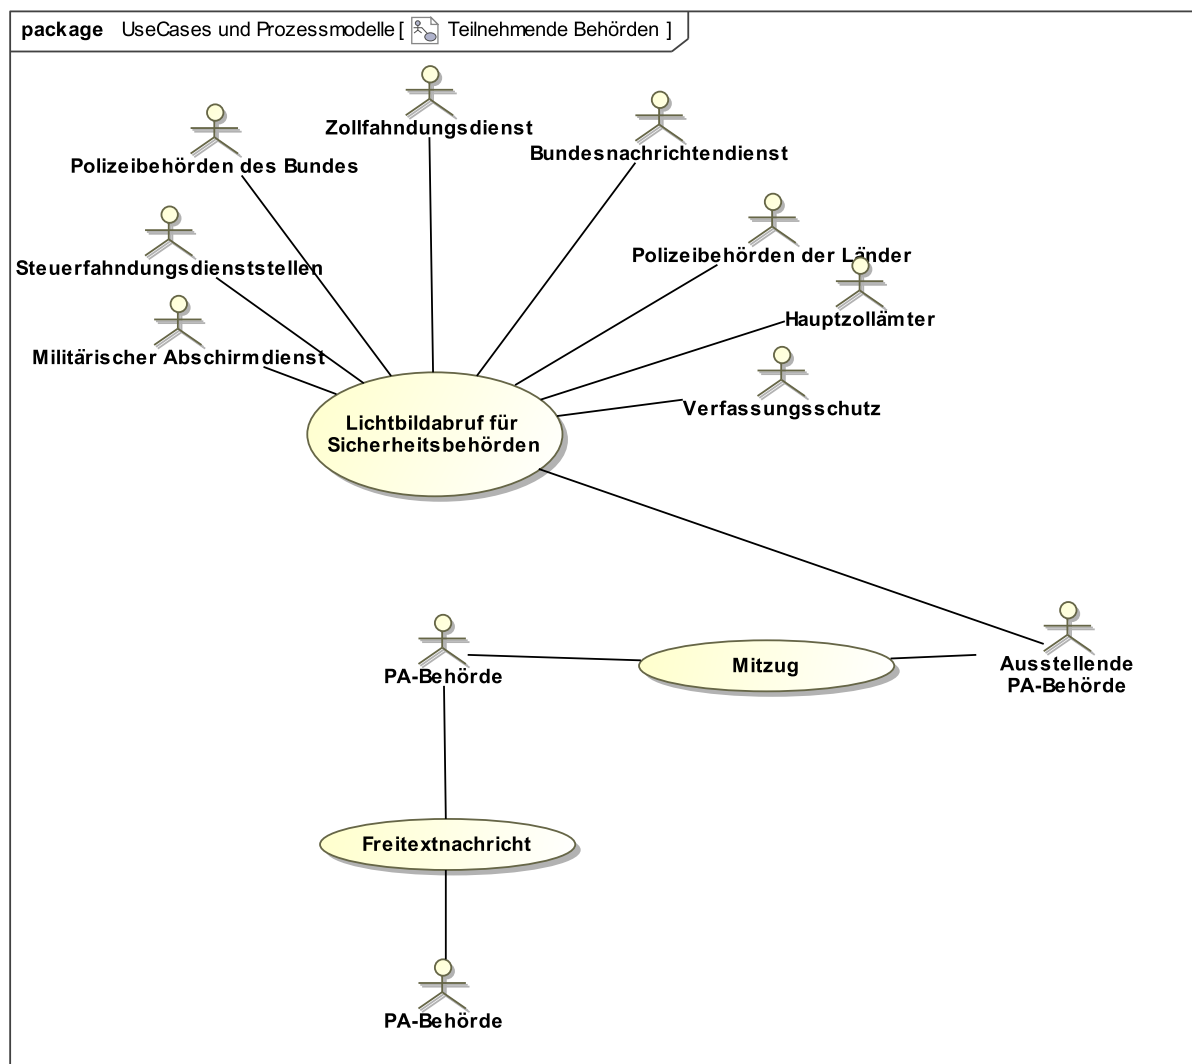 package UseCases und Prozessmodelle [ Teilnehmende Behörden ]
Zollfahndungsdienst
Bundesnachrichtendienst
Polizeibehörden des Bundes
Polizeibehörden der Länder
Steuerfahndungsdienststellen
Hauptzollämter
Militärischer Abschirmdienst
Verfassungsschutz
Lichtbildabruf für
Sicherheitsbehörden
PA-Behörde
Mitzug
Ausstellende
PA-Behörde
Freitextnachricht
PA-Behörde